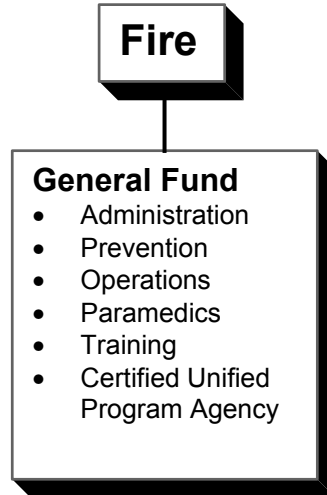 Fire
General Fund
• Administration
• Prevention
• Operations
• Paramedics
• Training
• Certified Unified
Program Agency